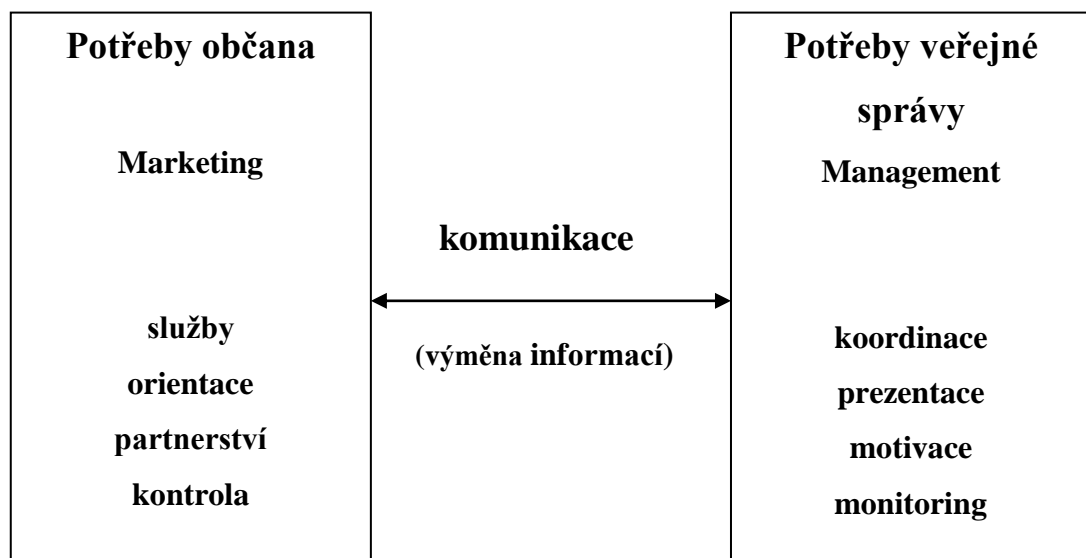 Potřeby občana
Marketing
služby
orientace
partnerství
kontrola
komunikace
(výměna informací)
Potřeby veřejné
správy
Management
koordinace
prezentace
motivace
monitoring